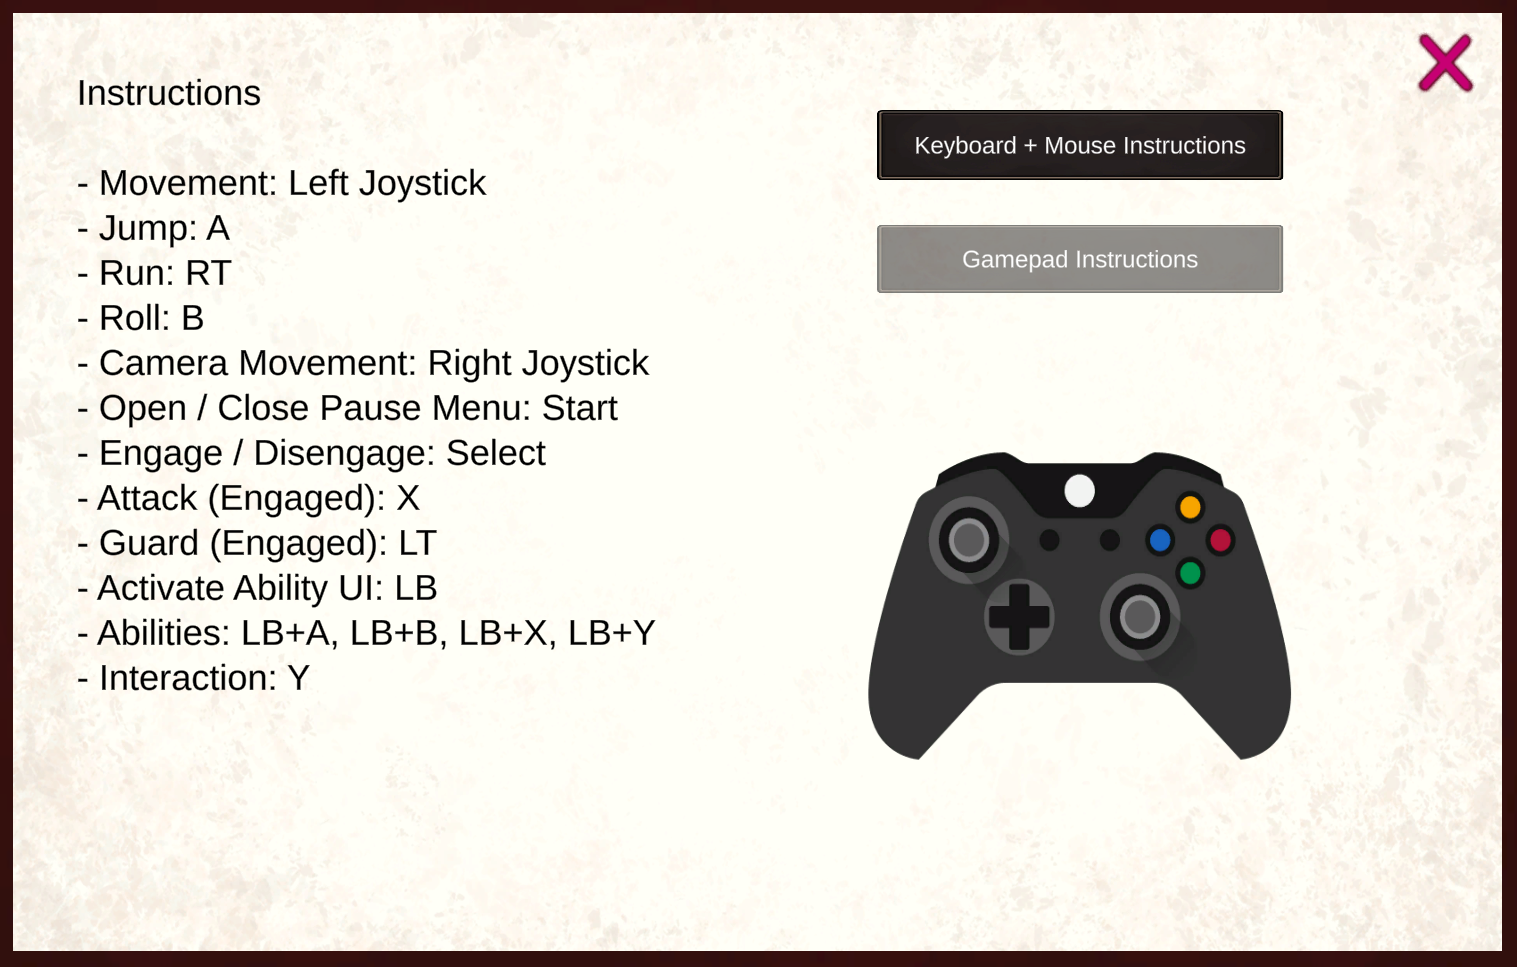 Instructions
- Movement: Left Joystick
- Jump: A
- Run: RT
- Roll: B
- Camera Movement: Right Joystick
- Open / Close Pause Menu: Start
- Engage / Disengage: Select
- Attack (Engaged): X
- Guard (Engaged): LT
- Activate Ability UI: LB
- Abilities: LB+A, LB+B, LB+X, LB+Y
- Interaction: Y
Keyboard + Mouse Instructions
Gamepad Instructions